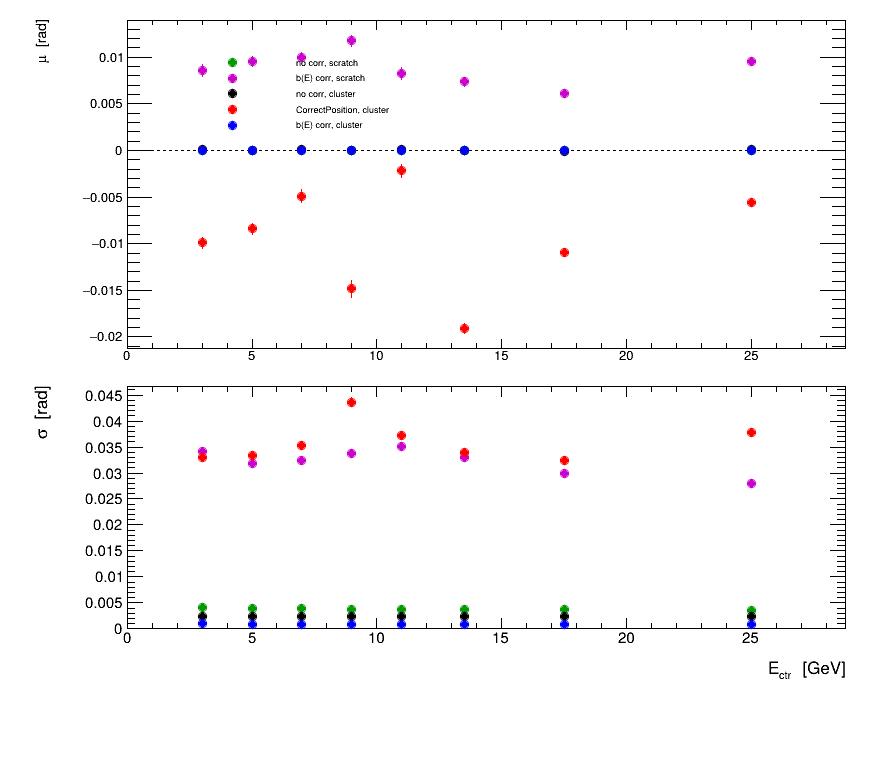 μ [rad]
0.01
0.005
0
−0.005
−0.01
−0.015
−0.02
no corr, scratch
b(E) corr, scratch
no corr, cluster
CorrectPosition, cluster
b(E) corr, cluster
0 5 10 15 20 25
σ [rad]
0.045
0.04
0.035
0.03
0.025
0.02
0.015
0.01
0.005
0
0 5 10 15 20 25
E_ctr [GeV]